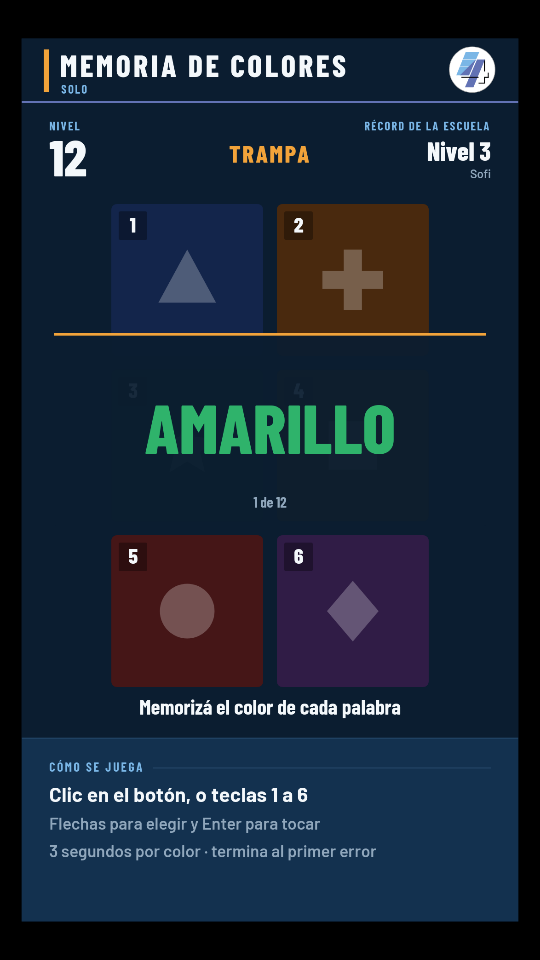 MEMORIA DE COLORES
SOLO
4
NIVEL
12
TRAMPA
RÉCORD DE LA ESCUELA
Nivel 3
Sofi
1
2
3
4
AMARILLO
1 de 12
5
6
Memorizá el color de cada palabra
CÓMO SE JUEGA
Clic en el botón, o teclas 1 a 6
Flechas para elegir y Enter para tocar
3 segundos por color · termina al primer error